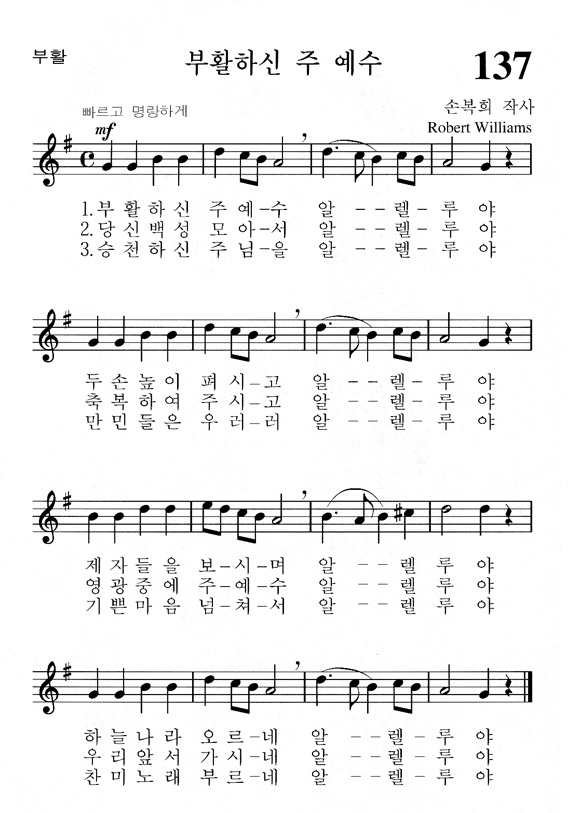 부활
부활하신 주 예수
137
손복희 작사
빠르고 명랑하게
Robert Williams
mf
1.부 활 하 신 주 예-수 알 --렐-루 야
2.당 신 백 성 모 아-서 알 --렐-루 야
3.승 천 하 신 주 님-을 알 --렐-루 야
두 손 높 이 펴 시-고 알 --렐-루 야
축 복 하 여 주 시-고 알 --렐-루 야
만 민 들 은 우 러-러 알 --렐-루 야
제 자 들 을 보-시-며 알 --렐 루 야
영 광 중 에 주-예-수 알 --렐 루 야
기 쁜 마 음 넘-쳐-서 알 --렐 루 야
하 늘 나 라 오 르-네 알 --렐-루 야
우 리 앞 서 가 시-네 알 --렐-루 야
찬 미 노 래 부 르-네 알 --렐-루 야